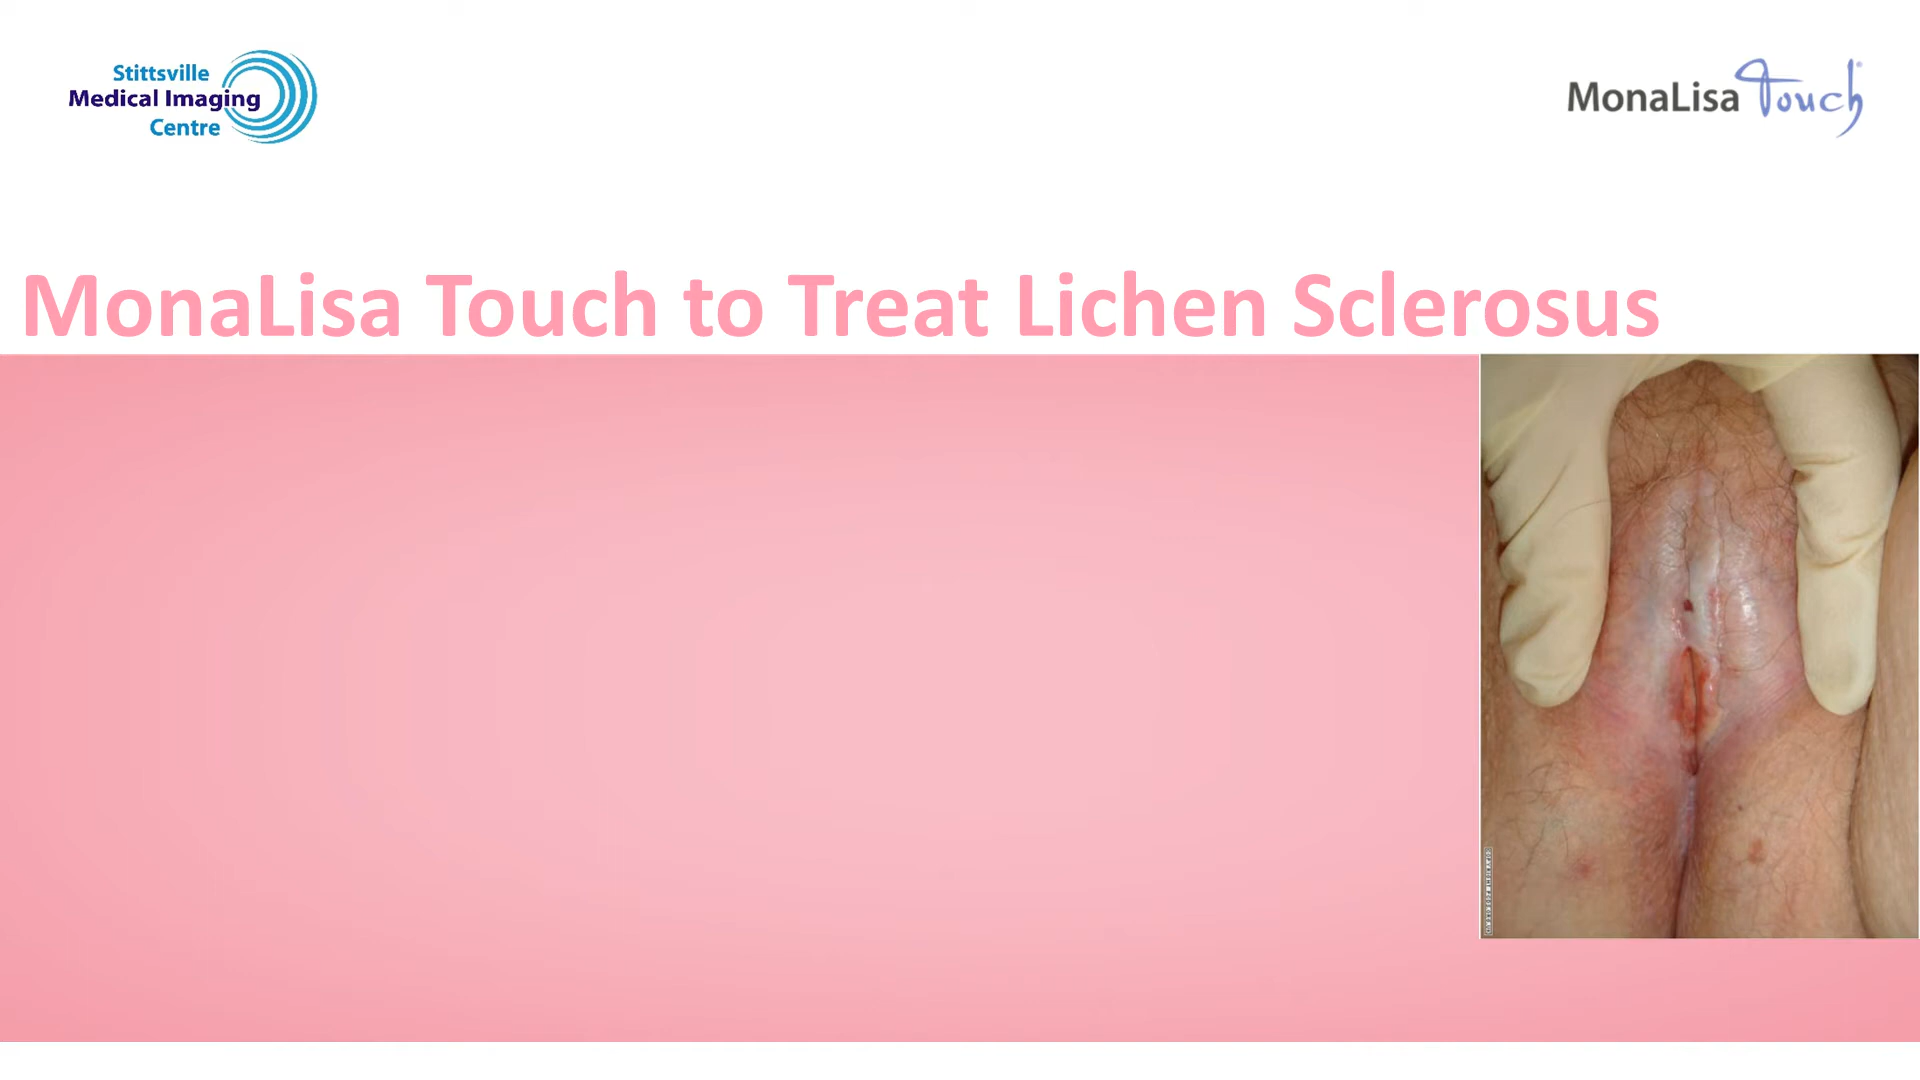 Stittsville
Medical Imaging
Centre
MonaLisa Touch
MonaLisa Touch to Treat Lichen Sclerosus